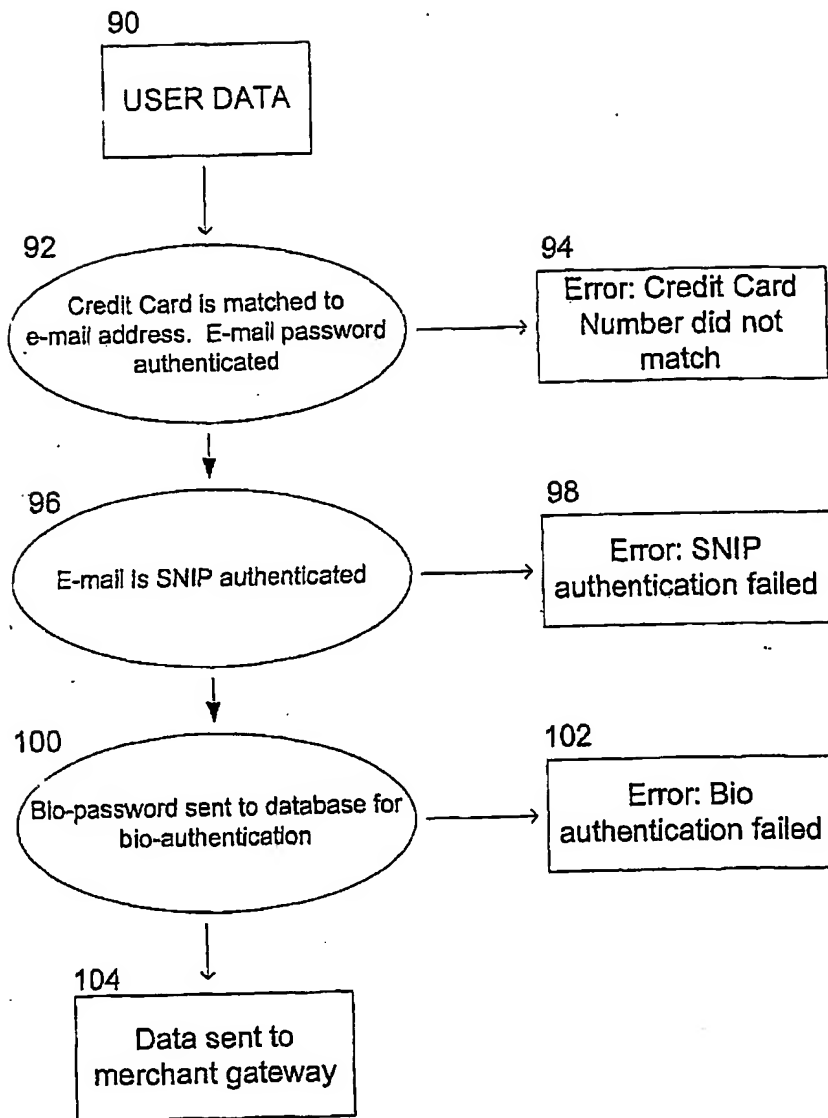 90
USER DATA
92
Credit Card is matched to
e-mail address. E-mail password
authenticated
94
Error: Credit Card
Number did not
match
96
E-mail is SNIP authenticated
98
Error: SNIP
authentication failed
100
Bio-password sent to database for
bio-authentication
102
Error: Bio
authentication failed
104
Data sent to
merchant gateway